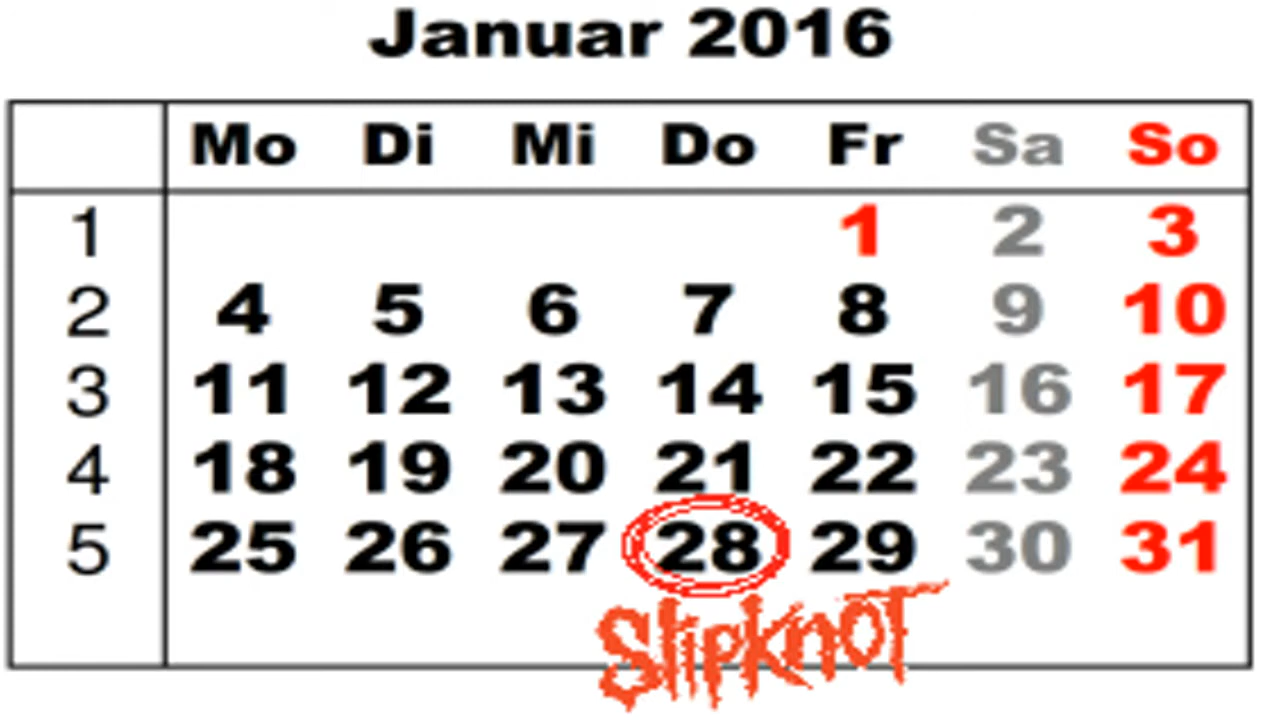 Januar 2016
Mo Di Mi Do Fr Sa So
1 1 2 3
2 4 5 6 7 8 9 10
3 11 12 13 14 15 16 17
4 18 19 20 21 22 23 24
5 25 26 27 28 29 30 31
SlipknoT